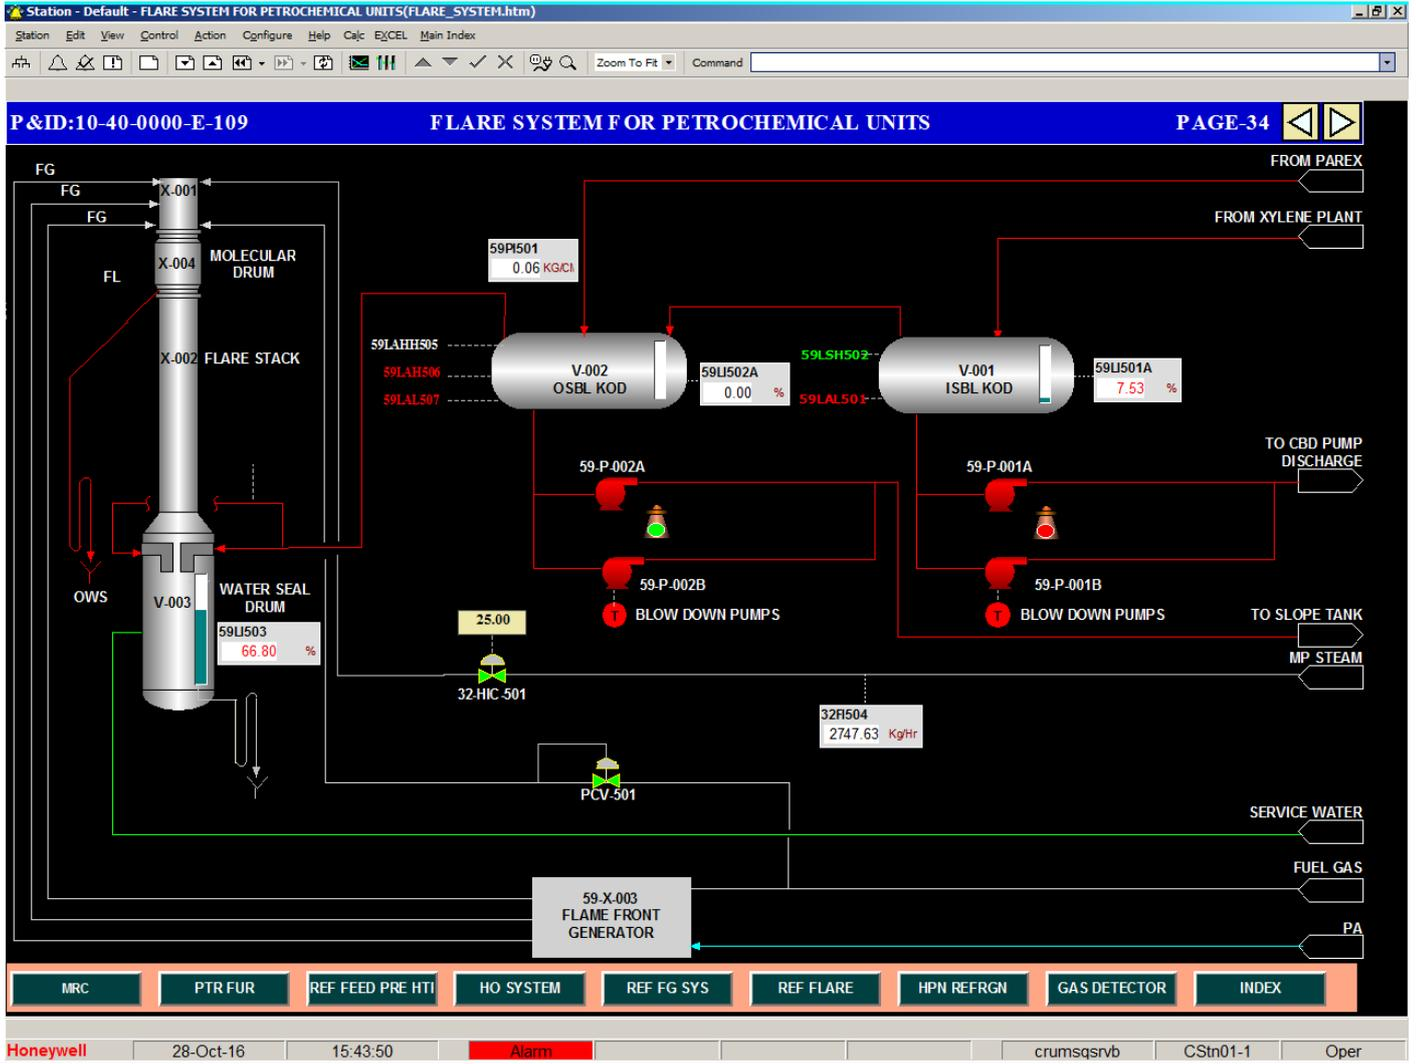 Station - Default - FLARE SYSTEM FOR PETROCHEMICAL UNITS(FLARE_SYSTEM.htm)
Station Edit View Control Action Configure Help Calc EXCEL Main Index
Zoom To Fit Command
P&ID:10-40-0000-E-109 FLARE SYSTEM FOR PETROCHEMICAL UNITS PAGE-34
FROM PAREX
FG
X-001
FG
FG
FROM XYLENE PLANT
59PI501
0.06 KG/C
MOLECULAR
DRUM
X-004
FL
59LAHH505
X-002 FLARE STACK
59LSH502
59LAH506
V-002
OSBL KOD
59LI502A
0.00 %
V-001
ISBL KOD
59LI501A
7.53 %
59LAL507
59LAL501
TO CBD PUMP
DISCHARGE
59-P-002A
59-P-001A
59-P-002B
59-P-001B
OWS
V-003
WATER SEAL
DRUM
T BLOW DOWN PUMPS
T BLOW DOWN PUMPS
TO SLOPE TANK
25.00
59LI503
66.80 %
MP STEAM
32-HIC-501
32FI504
2747.63 Kg/Hr
PCV-501
SERVICE WATER
FUEL GAS
59-X-003
FLAME FRONT
GENERATOR
PA
MRC PTR FUR REF FEED PRE HTI HO SYSTEM REF FG SYS REF FLARE HPN REFRGN GAS DETECTOR INDEX
Honeywell 28-Oct-16 15:43:50 Alarm crumsqsrvb CStn01-1 Oper